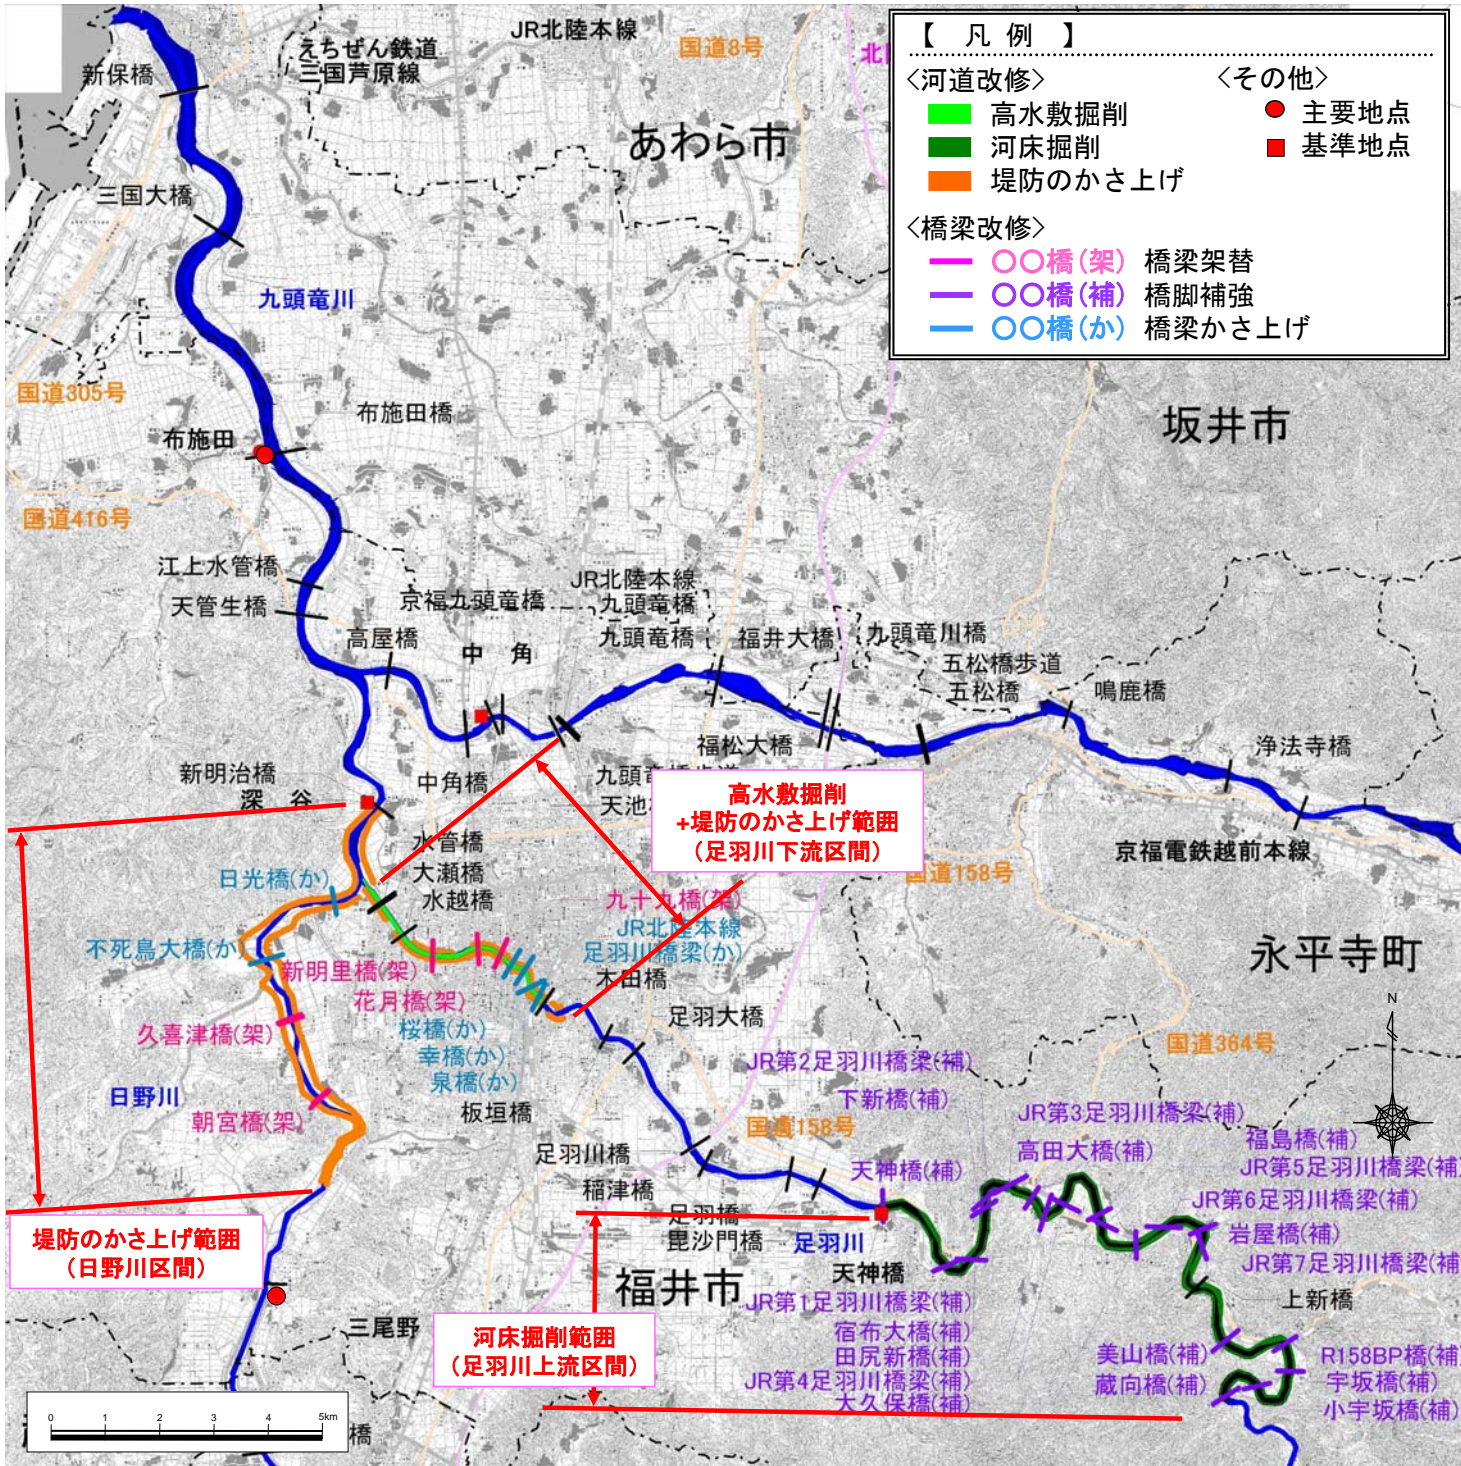 【 凡 例 】
<河道改修>
高水敷掘削
河床掘削
堤防のかさ上げ
<その他>
主要地点
基準地点
<橋梁改修>
〇〇橋(架) 橋梁架替
〇〇橋(補) 橋脚補強
〇〇橋(か) 橋梁かさ上げ
新保橋
えちぜん鉄道
三国芦原線
JR北陸本線
国道8号
あわら市
三国大橋
九頭竜川
国道305号
布施田橋
布施田
坂井市
国道416号
江上水管橋
天菅生橋
京福九頭竜橋
JR北陸本線
九頭竜橋
九頭竜橋
福井大橋
九頭竜川橋
高屋橋
中 角
五松橋歩道
五松橋
鳴鹿橋
福松大橋
浄法寺橋
新明治橋
深 谷
中角橋
高水敷掘削
+堤防のかさ上げ範囲
(足羽川下流区間)
水管橋
大瀬橋
水越橋
京福電鉄越前本線
国道158号
日光橋(か)
九十九橋(架)
JR北陸本線
足羽川橋梁(か)
木田橋
不死鳥大橋(か)
新明里橋(架)
花月橋(架)
永平寺町
N
久喜津橋(架)
桜橋(か)
幸橋(か)
泉橋(か)
足羽大橋
国道364号
日野川
朝宮橋(架)
板垣橋
JR第2足羽川橋梁(補)
下新橋(補)
国道158号
JR第3足羽川橋梁(補)
高田大橋(補)
福島橋(補)
JR第5足羽川橋梁(補)
足羽川橋
稲津橋
天神橋(補)
JR第6足羽川橋梁(補)
足羽橋
毘沙門橋
足羽川
岩屋橋(補)
JR第7足羽川橋梁(補
堤防のかさ上げ範囲
(日野川区間)
天神橋
福井市
上新橋
三尾野
JR第1足羽川橋梁(補)
宿布大橋(補)
田尻新橋(補)
JR第4足羽川橋梁(補)
大久保橋(補)
河床掘削範囲
(足羽川上流区間)
美山橋(補)
蔵向橋(補)
R158BP橋(補)
宇坂橋(補)
小宇坂橋(補)
0 1 2 3 4 5km
橋